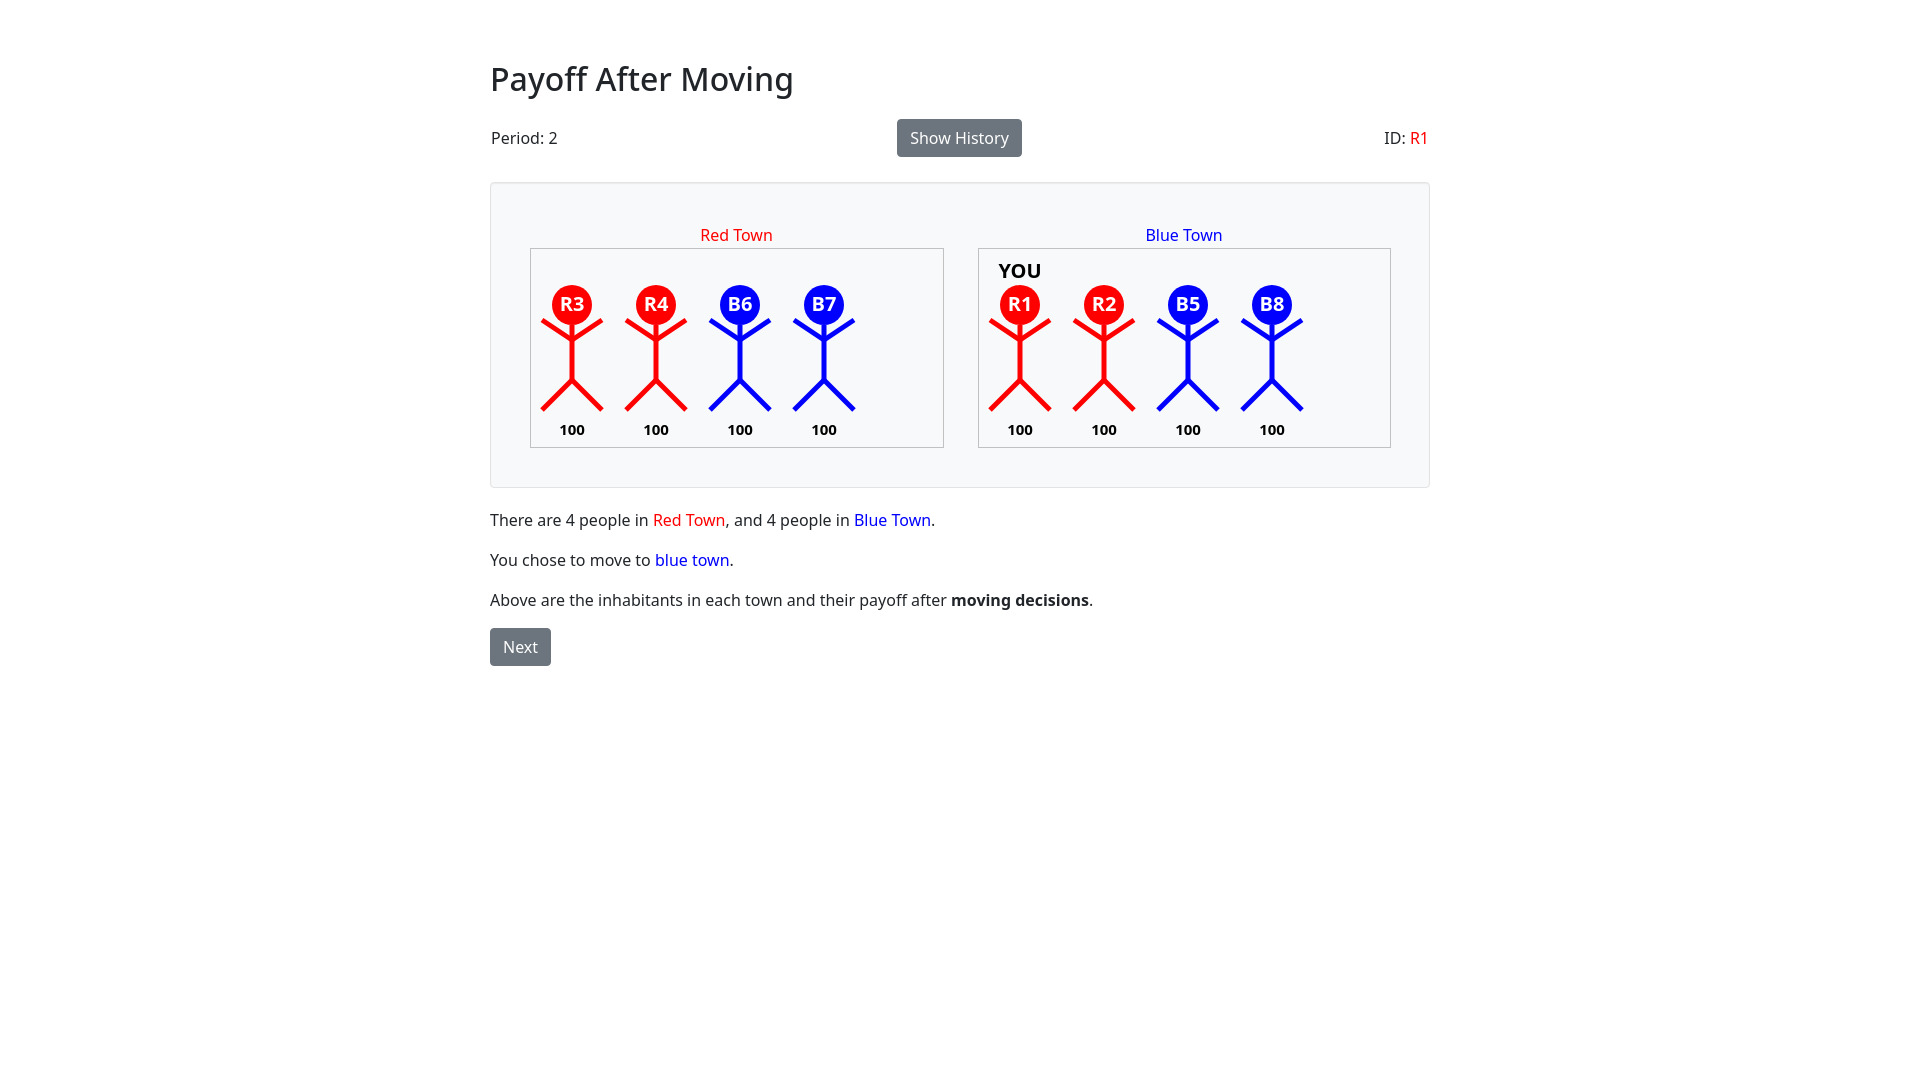 Payoff After Moving
Period: 2
Show History
ID: R1
Red Town
Blue Town
YOU
R3 R4 B6 B7
R1 R2 B5 B8
100 100 100 100
100 100 100 100
There are 4 people in Red Town, and 4 people in Blue Town.
You chose to move to blue town.
Above are the inhabitants in each town and their payoff after moving decisions.
Next